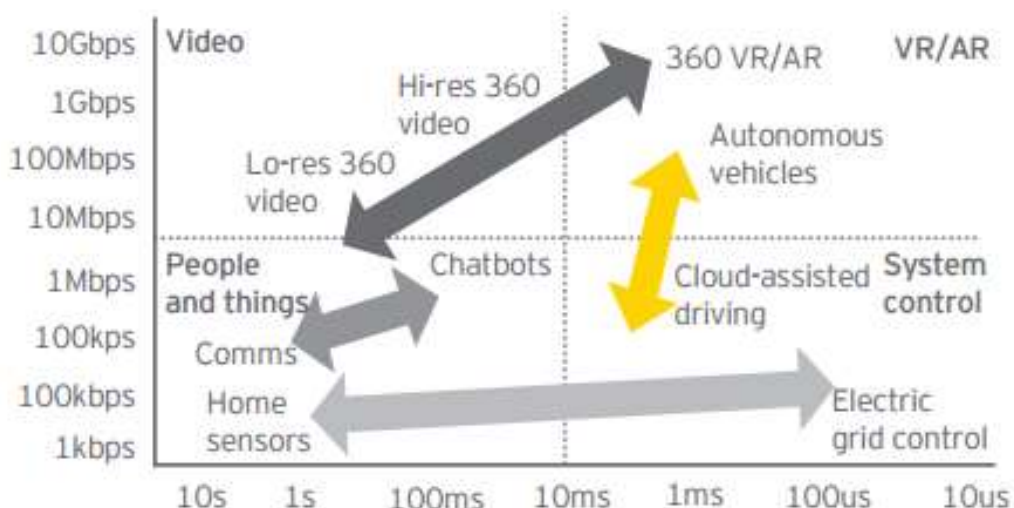 10Gbps
1Gbps
100Mbps
10Mbps
1Mbps
100kps
100kbps
1kbps
Video
VR/AR
Hi-res 360
video
360 VR/AR
Lo-res 360
video
Autonomous
vehicles
People
and things
Chatbots
System
control
Cloud-assisted
driving
Comms
Home
sensors
Electric
grid control
10s 1s 100ms 10ms 1ms 100us 10us